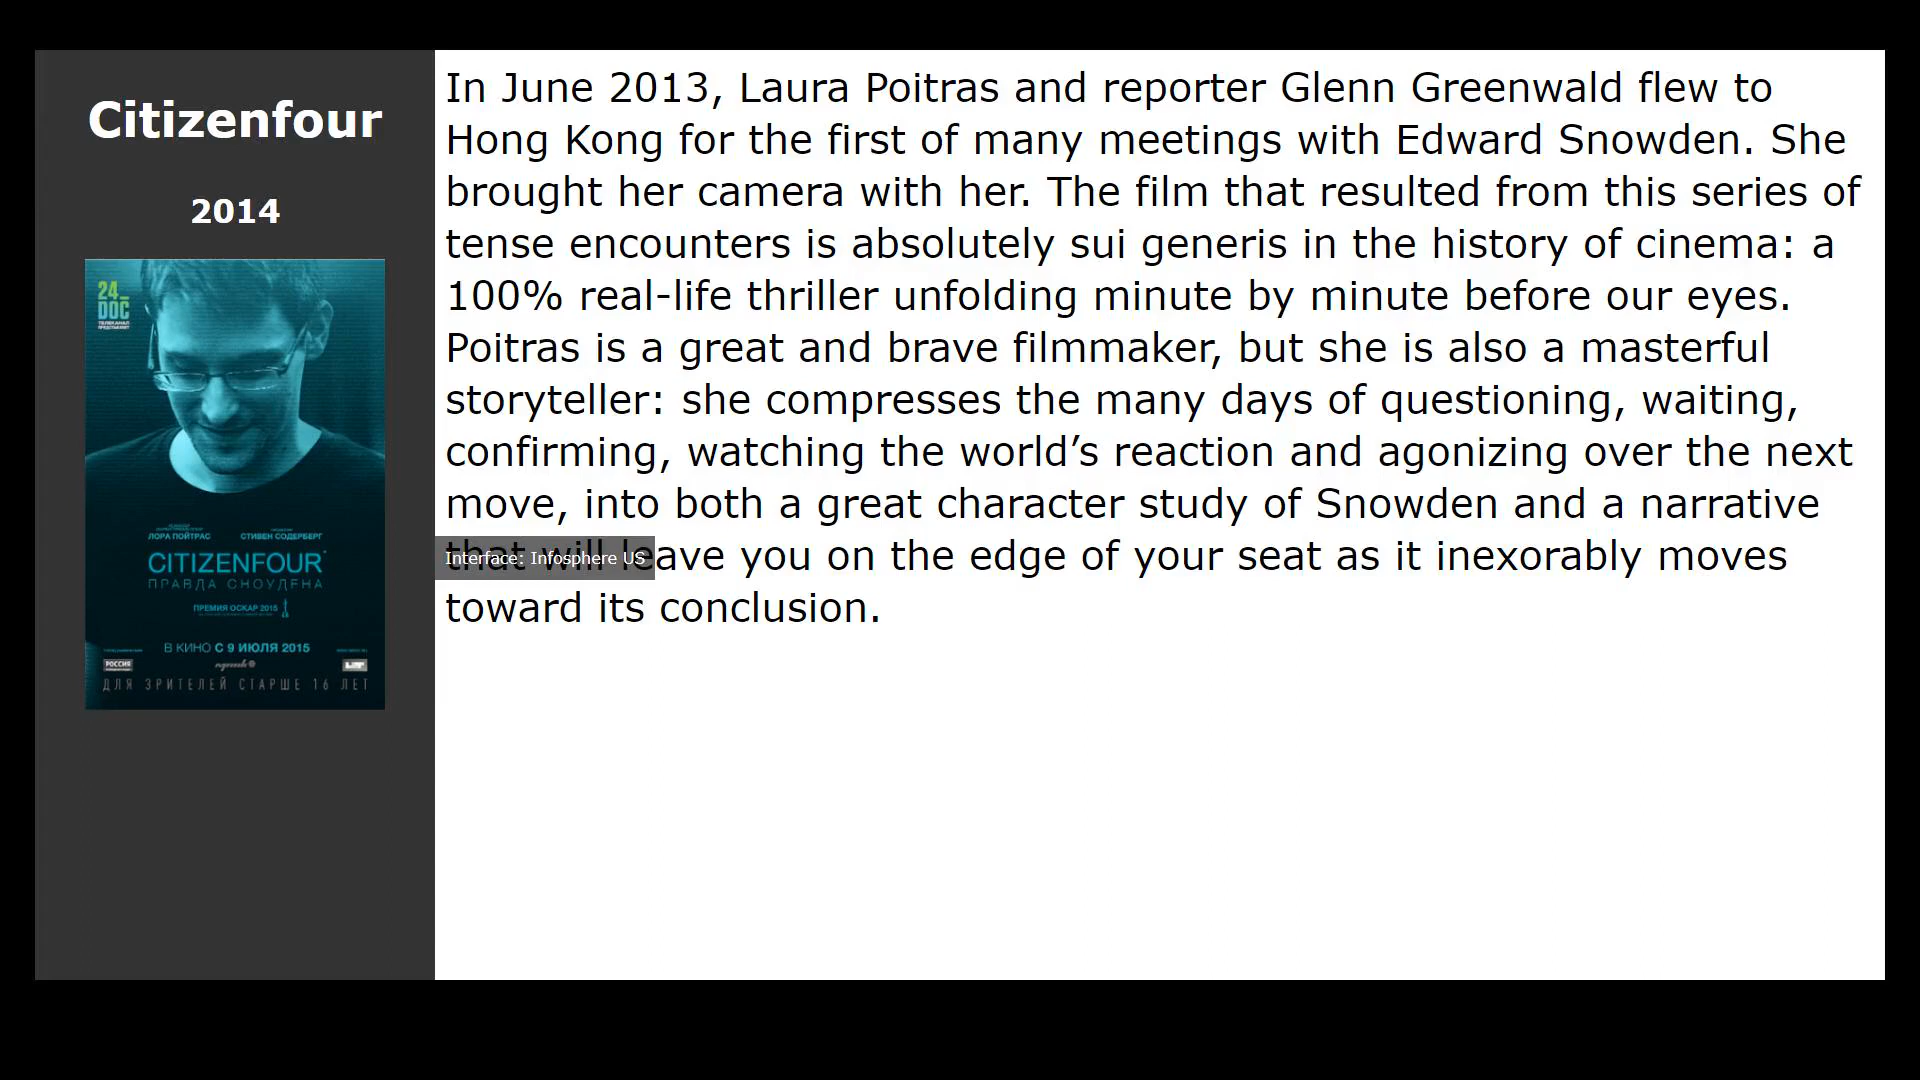 Citizenfour
2014
24_
DOC
ТЕЛЕКАНАЛ
ПРЕДСТАВЛЯЕТ
ЛОРА ПОЙТРАС
СТИВЕН СОДЕРБЕРГ
CITIZENFOUR
ПРАВДА СНОУДЕНА
ПРЕМИЯ ОСКАР 2015
В КИНО С 9 ИЮЛЯ 2015
РОССИЯ
ДЛЯ ЗРИТЕЛЕЙ СТАРШЕ 16 ЛЕТ
In June 2013, Laura Poitras and reporter Glenn Greenwald flew to
Hong Kong for the first of many meetings with Edward Snowden. She
brought her camera with her. The film that resulted from this series of
tense encounters is absolutely sui generis in the history of cinema: a
100% real-life thriller unfolding minute by minute before our eyes.
Poitras is a great and brave filmmaker, but she is also a masterful
storyteller: she compresses the many days of questioning, waiting,
confirming, watching the world’s reaction and agonizing over the next
move, into both a great character study of Snowden and a narrative
that will leave you on the edge of your seat as it inexorably moves
Interface: Infosphere US
toward its conclusion.